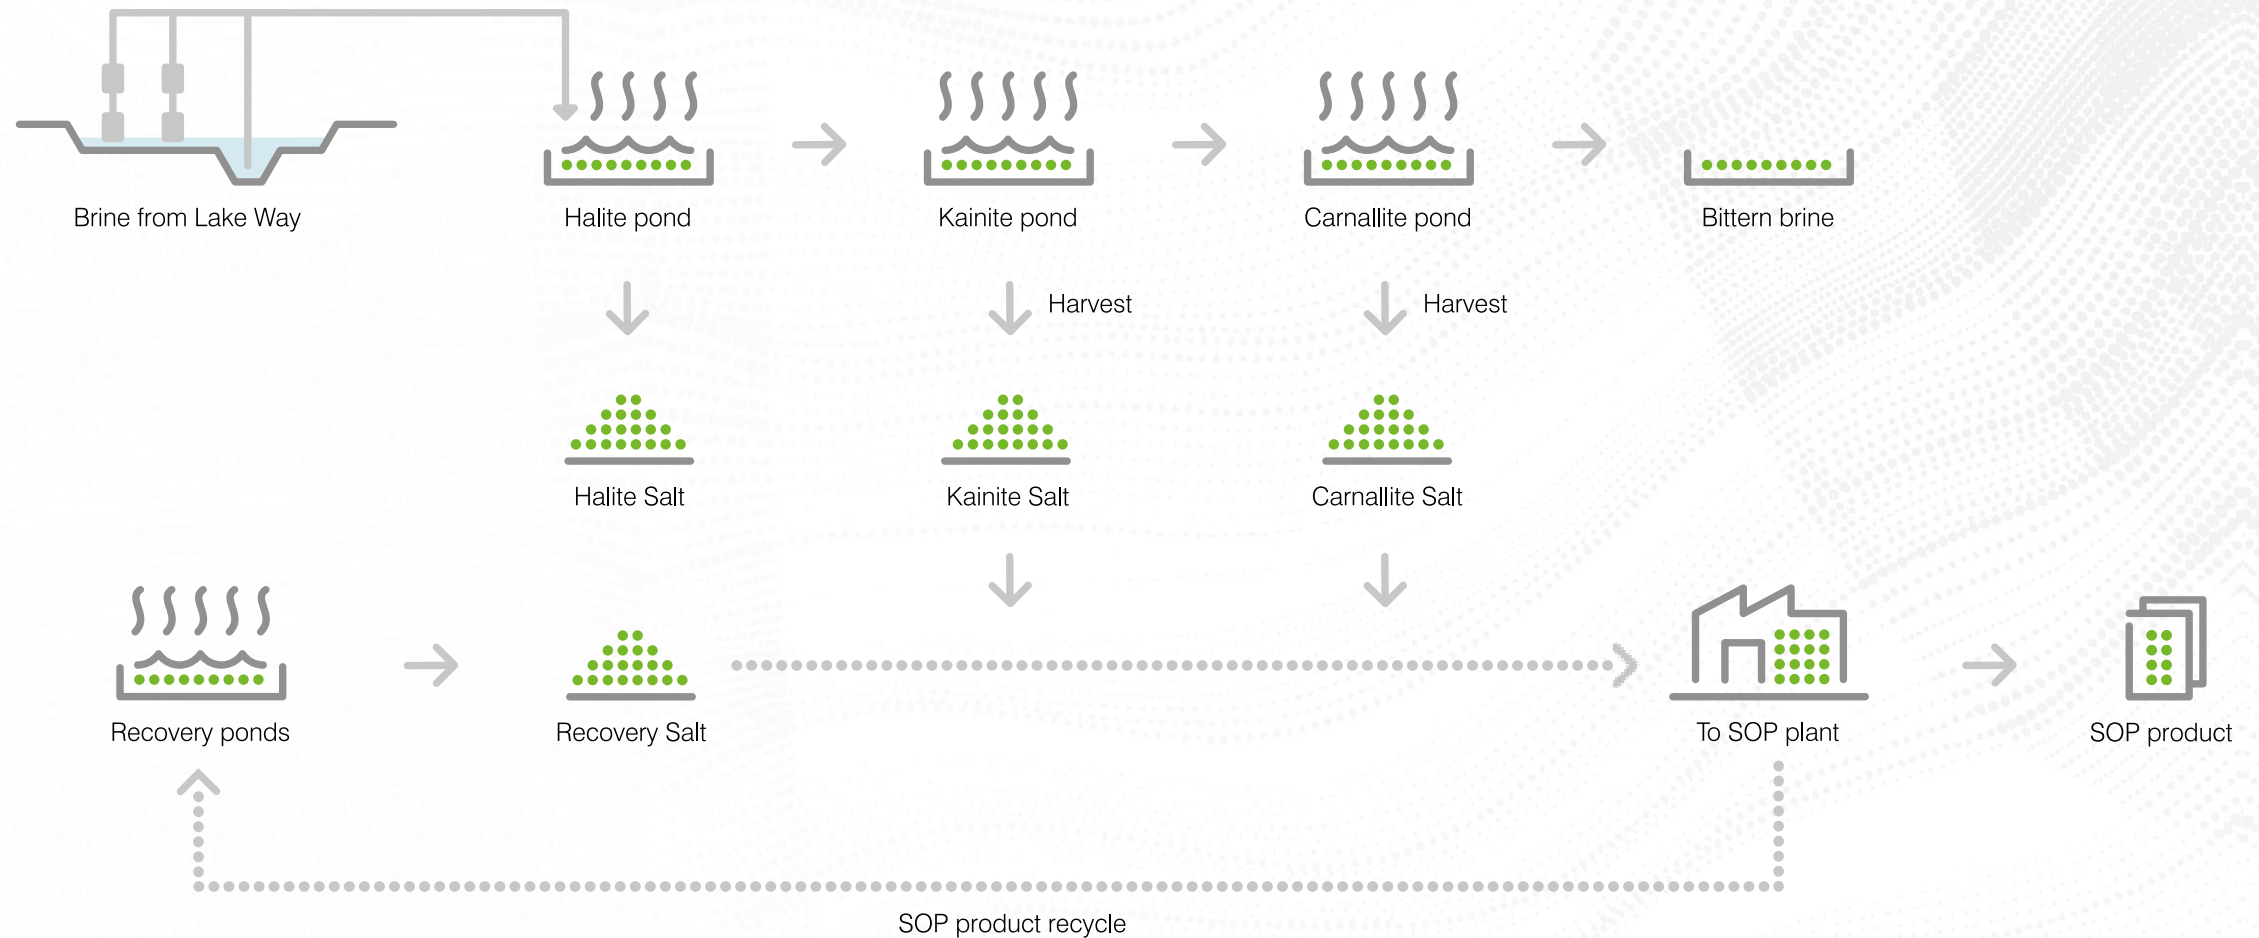 Brine from Lake Way
Halite pond
Kainite pond
Carnallite pond
Bittern brine
Harvest
Harvest
Halite Salt
Kainite Salt
Carnallite Salt
Recovery ponds
Recovery Salt
To SOP plant
SOP product
SOP product recycle